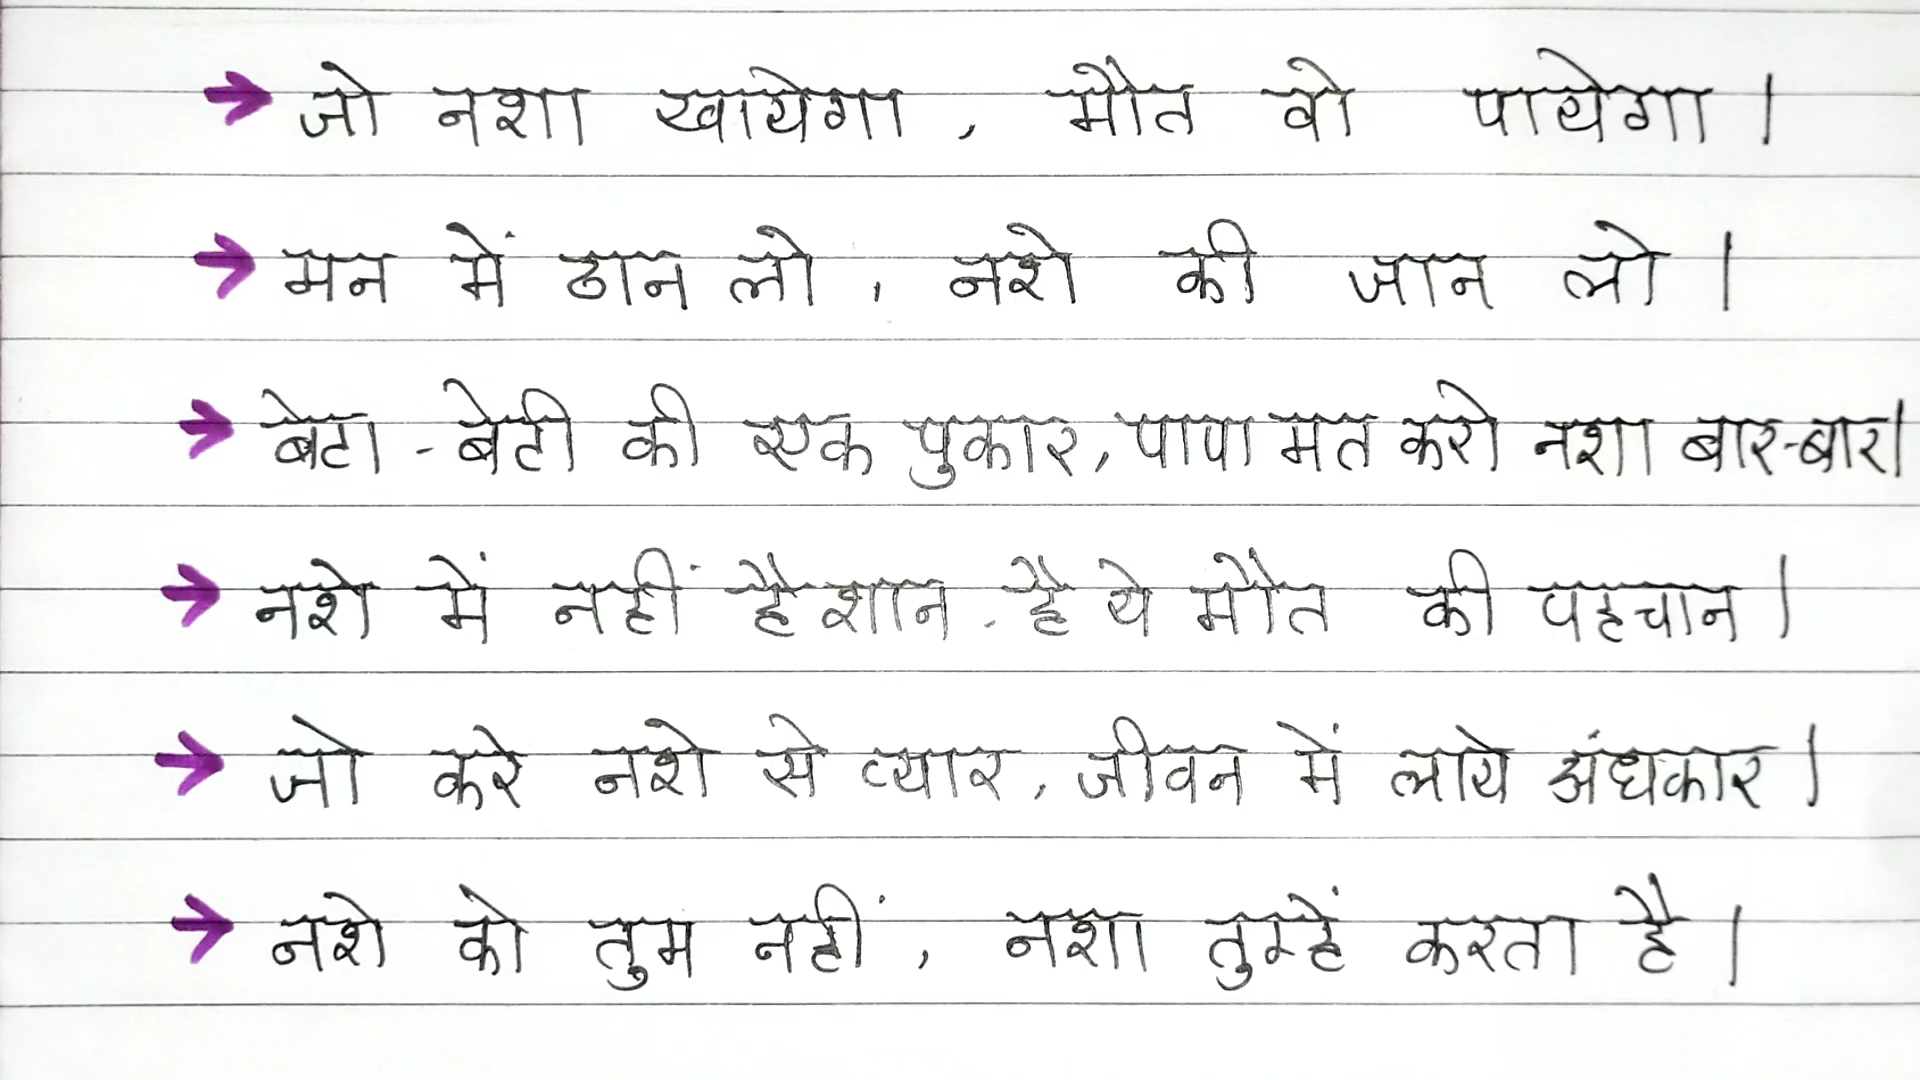 → जो नशा खायेगा, मौत वो पायेगा।
→ मन में ठान लो, नशे की जान लो।
→ बेटा-बेटी की एक पुकार, पापा मत करो नशा बार-बार।
→ नशे में नहीं है शान, है ये मौत की पहचान।
→ जो करे नशे से प्यार, जीवन में लाये अंधकार।
→ नशे को तुम नहीं, नशा तुम्हें करता है।